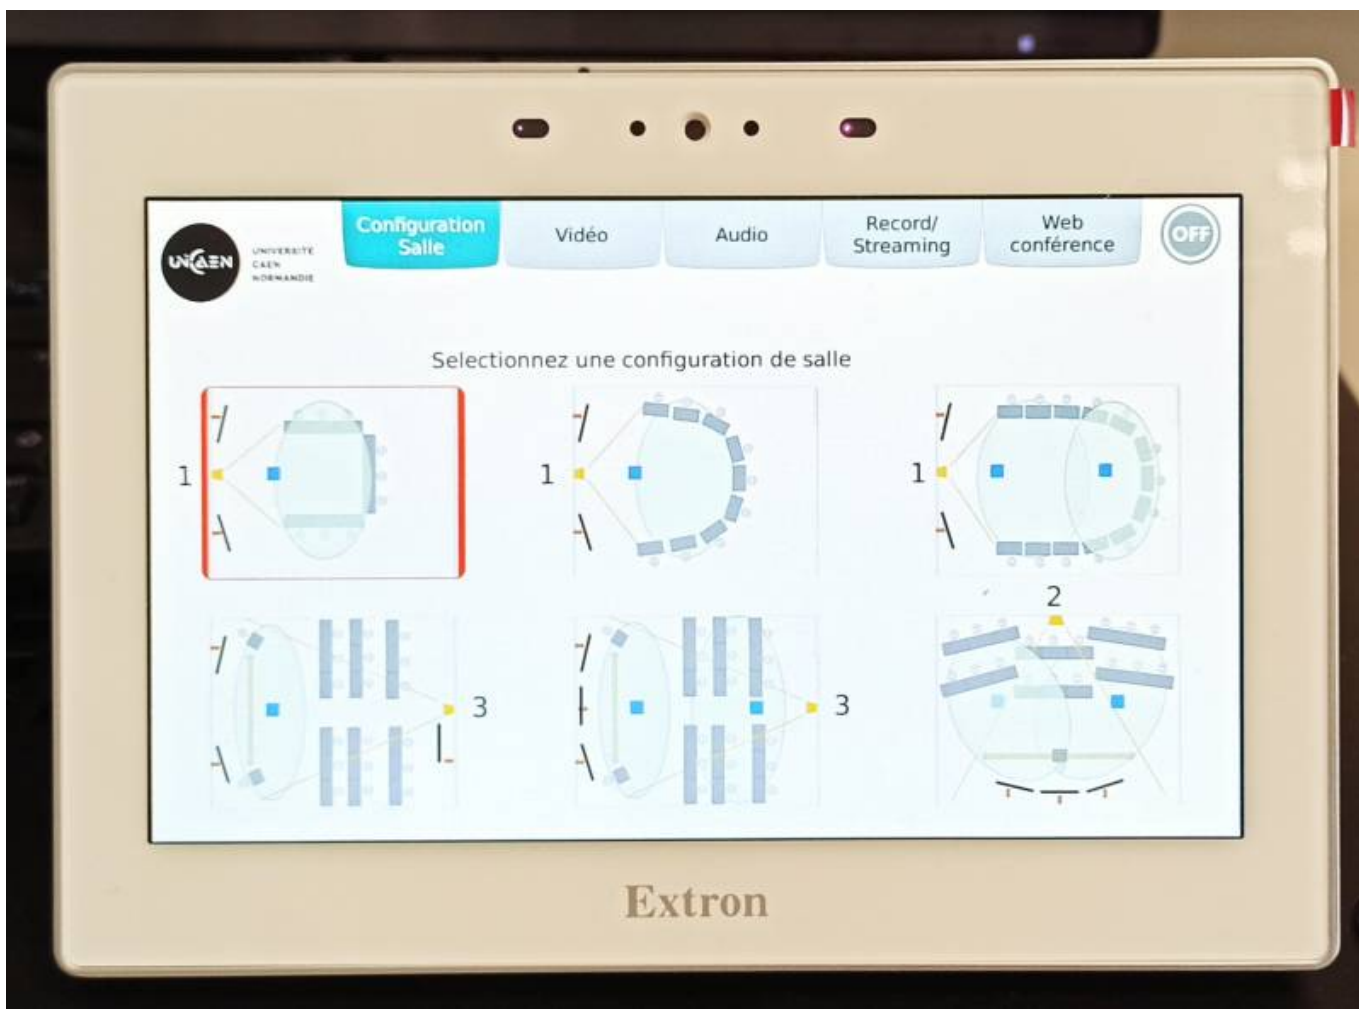 UNICAEN
UNIVERSITÉ
CAEN
NORMANDIE
Configuration
Salle
Vidéo
Audio
Record/
Streaming
Web
conférence
OFF
Selectionnez une configuration de salle
1
1
1
3
3
2
Extron